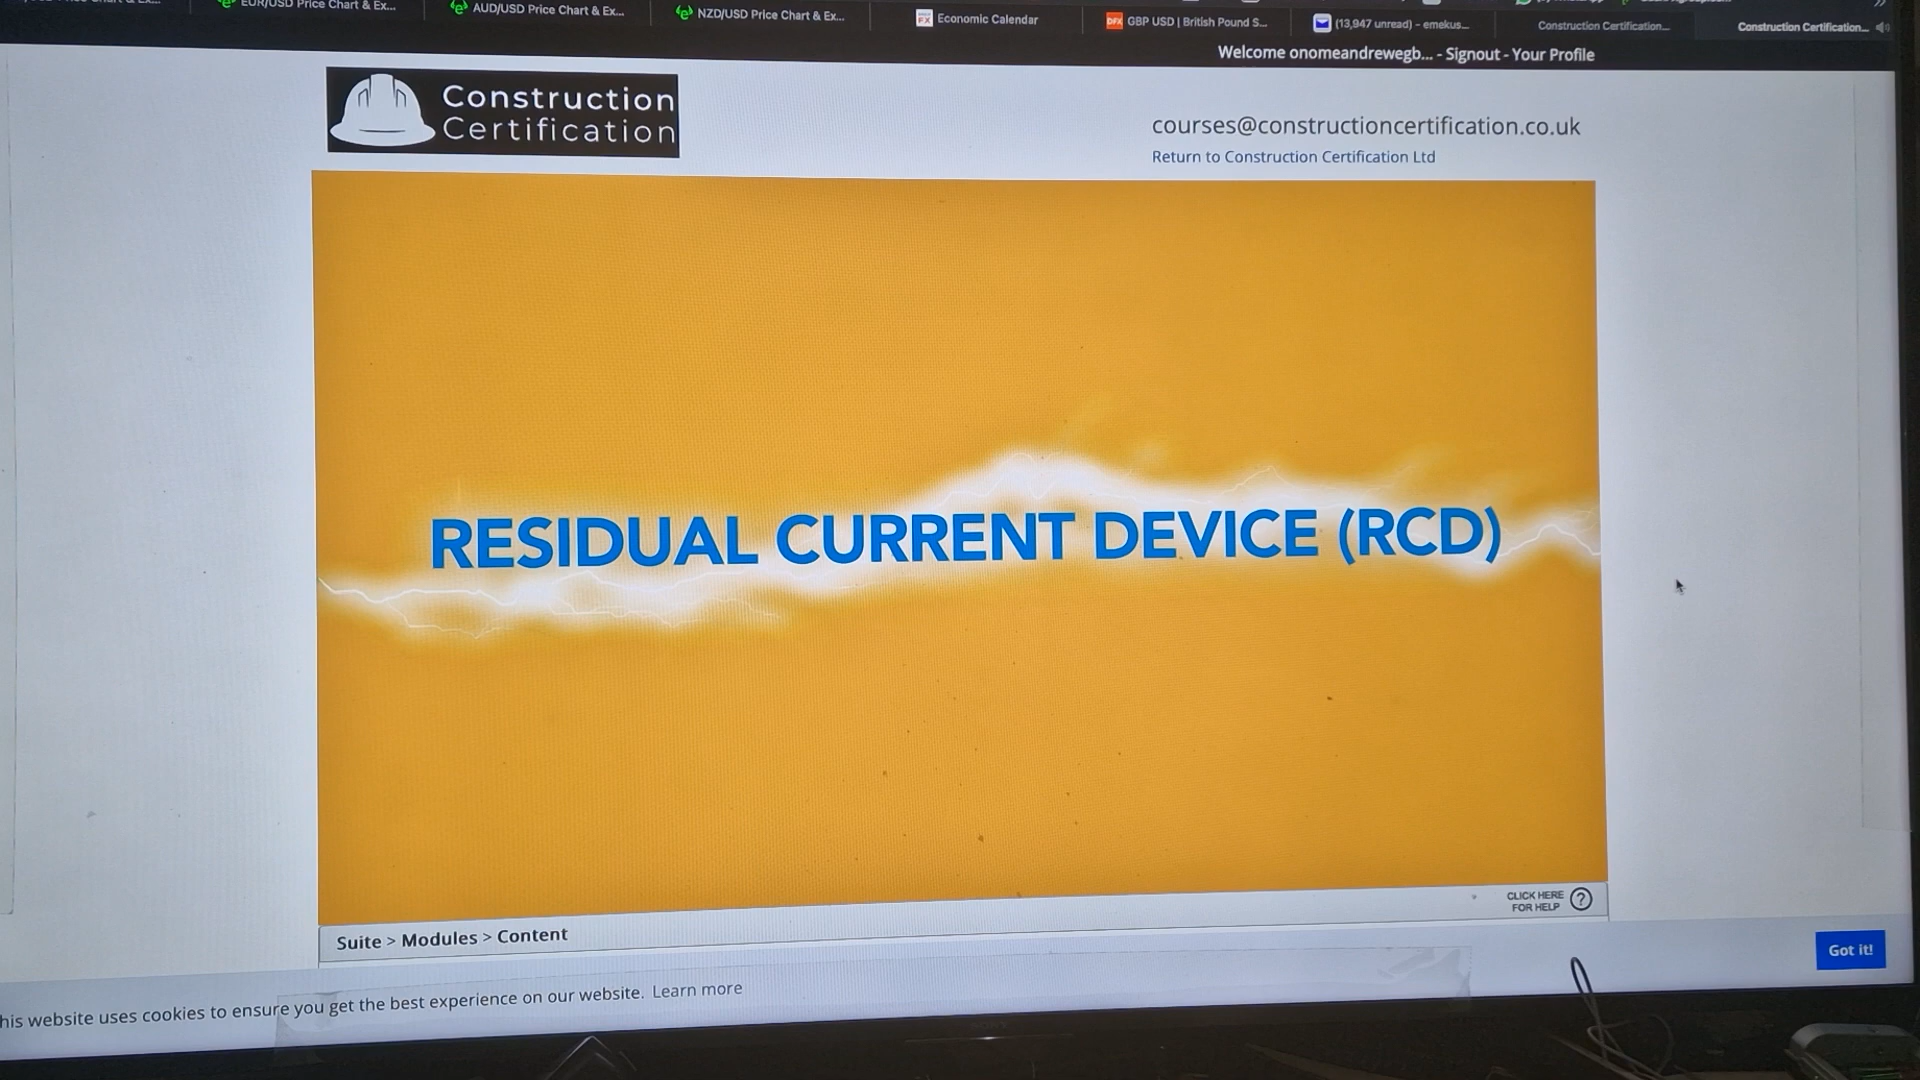 EUR/USD Price Chart & Ex...
AUD/USD Price Chart & Ex...
NZD/USD Price Chart & Ex...
FX
Economic Calendar
DFX
GBP USD | British Pound S...
(13,947 unread) - emekus...
Construction Certification...
Construction Certification...
Welcome onomeandrewegb... - Signout - Your Profile
Construction
Certification
courses@constructioncertification.co.uk
Return to Construction Certification Ltd
RESIDUAL CURRENT DEVICE (RCD)
CLICK HERE
FOR HELP
?
Suite > Modules > Content
Got it!
his website uses cookies to ensure you get the best experience on our website. Learn more
SONY